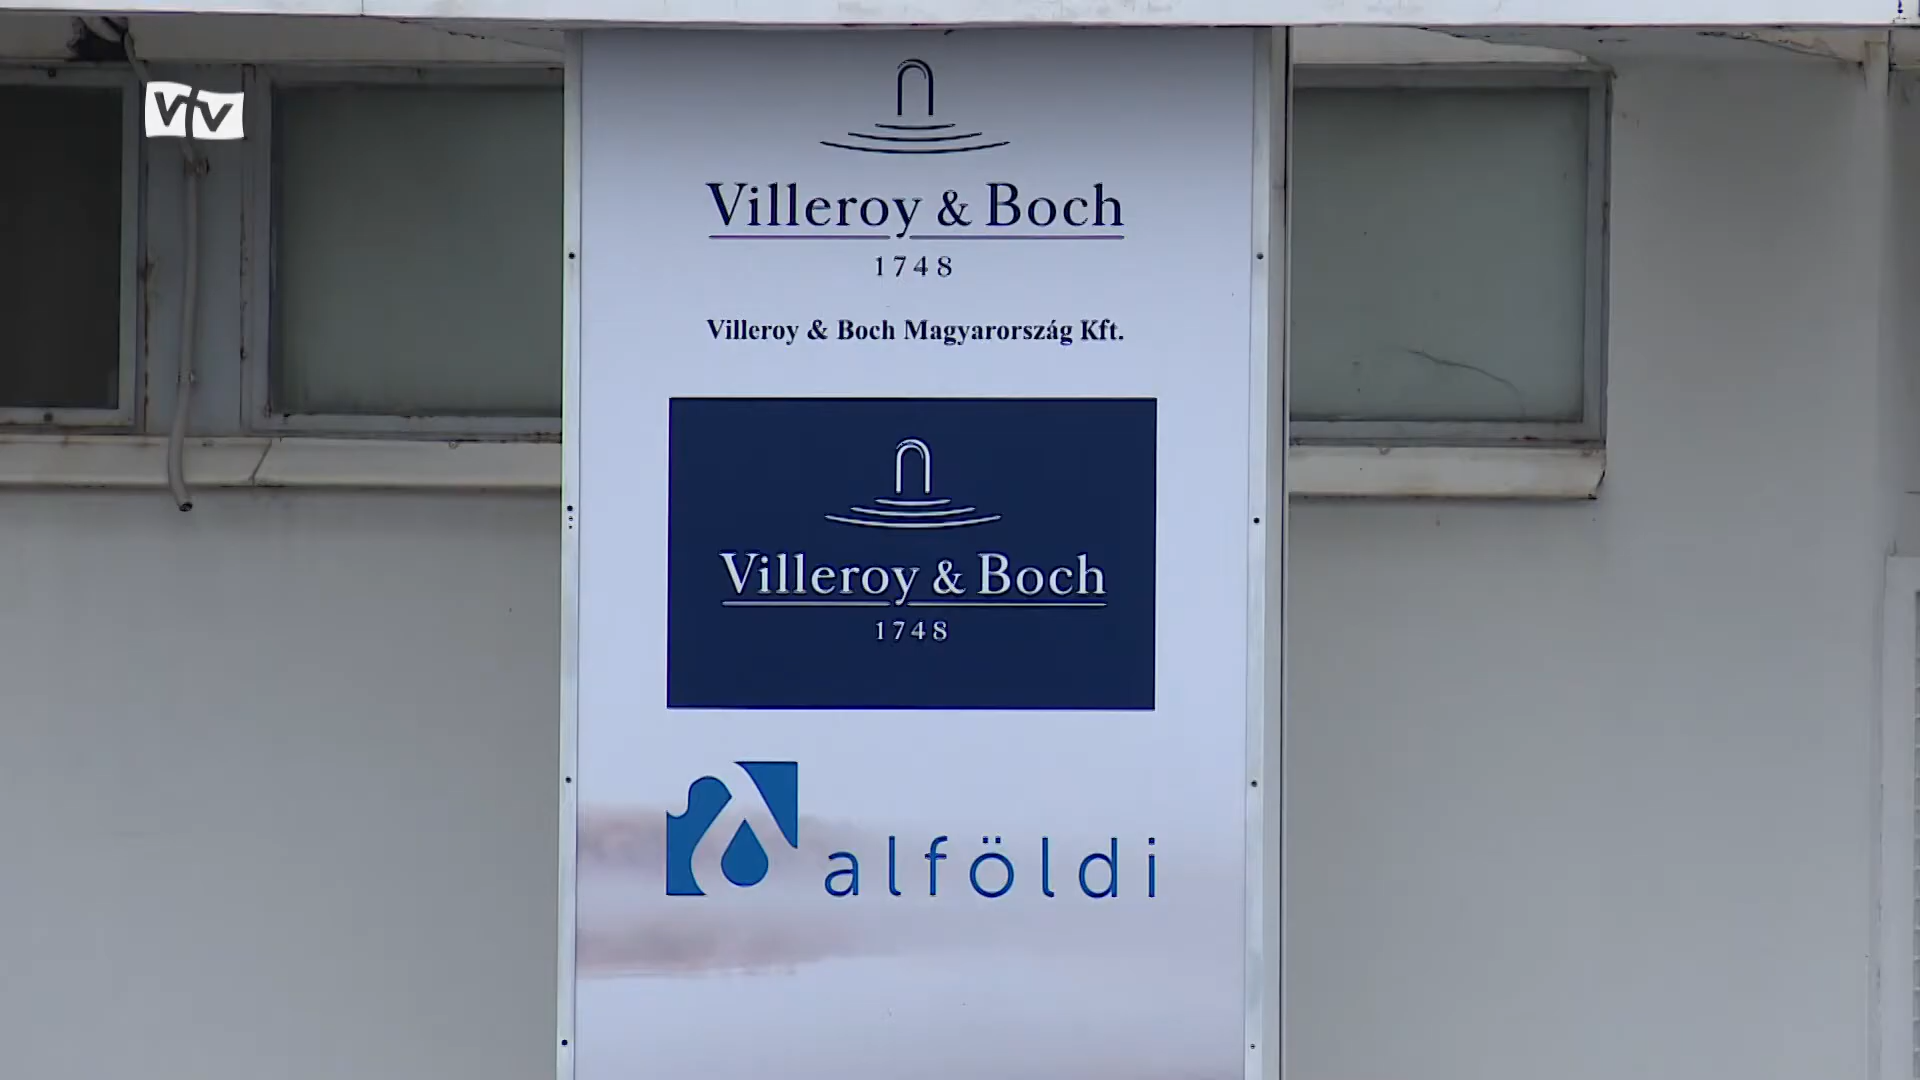 VTV
Villeroy & Boch
1748
Villeroy & Boch Magyarország Kft.
Villeroy & Boch
1748
alföldi